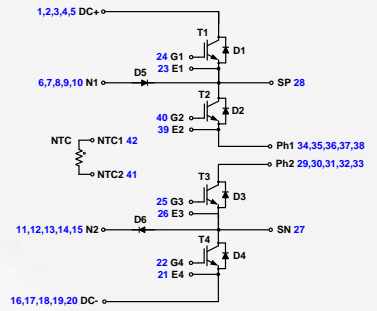 1,2,3,4,5 DC+
T1
24 G1
D1
23 E1
D5
6,7,8,9,10 N1
SP 28
T2
D2
40 G2
39 E2
NTC
NTC1 42
Ph1 34,35,36,37,38
Ph2 29,30,31,32,33
NTC2 41
T3
D3
25 G3
26 E3
D6
11,12,13,14,15 N2
SN 27
T4
D4
22 G4
21 E4
16,17,18,19,20 DC-